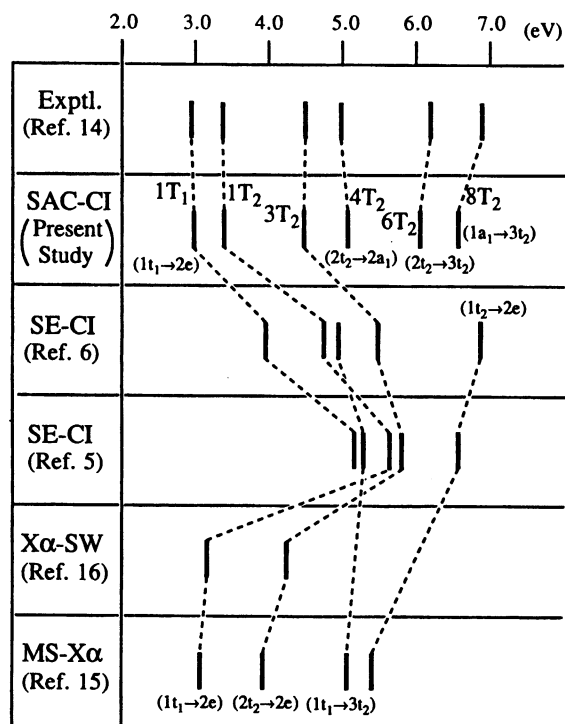 2.0 3.0 4.0 5.0 6.0 7.0 (eV)
Exptl.
(Ref. 14)
1T₁ 1T₂ 3T₂ 4T₂ 6T₂ 8T₂
SAC-CI
(Present
Study)
(1t₁→2e) (2t₂→2a₁) (2t₂→3t₂) (1a₁→3t₂)
SE-CI
(Ref. 6)
(1t₂→2e)
SE-CI
(Ref. 5)
Xα-SW
(Ref. 16)
MS-Xα
(Ref. 15)
(1t₁→2e) (2t₂→2e) (1t₁→3t₂)